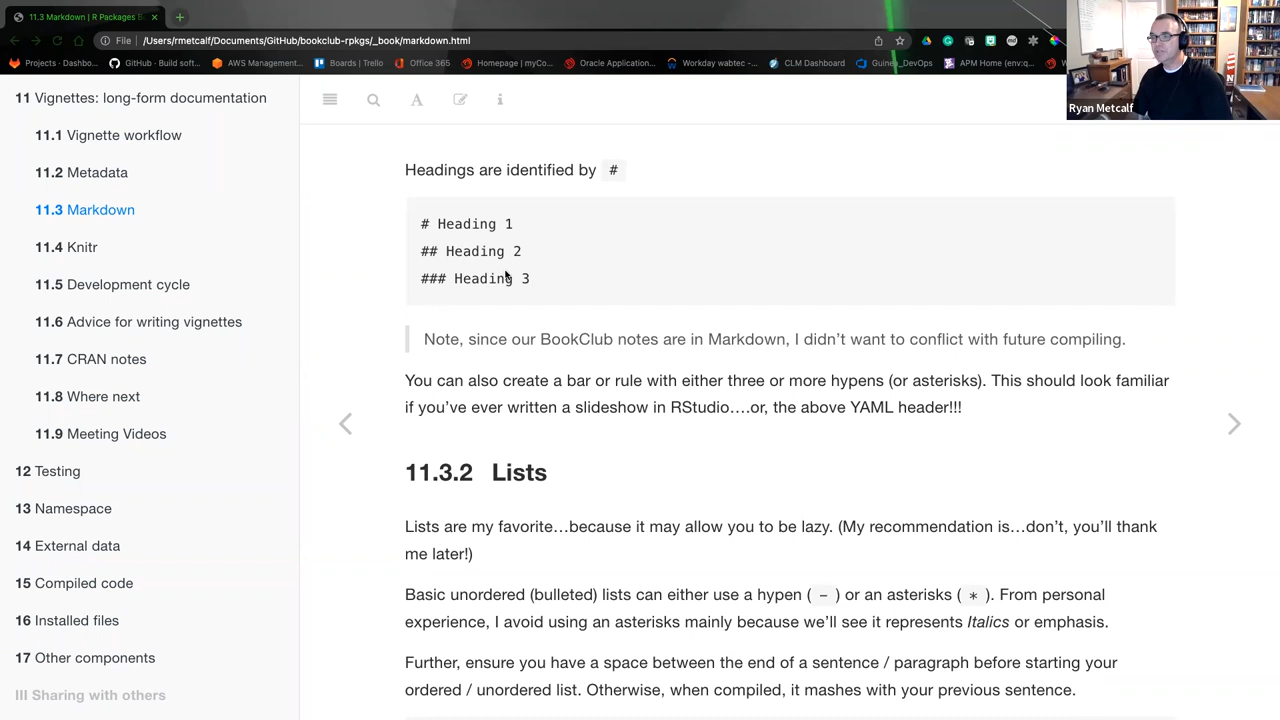 11.3 Markdown | R Packages B
File
/Users/rmetcalf/Documents/GitHub/bookclub-rpkgs/_book/markdown.html
Projects · Dashbo...
GitHub · Build soft...
AWS Management...
Boards | Trello
Office 365
Homepage | myCo...
Oracle Application...
Workday wabtec -...
CLM Dashboard
Guinea_DevOps
APM Home (env:q...
Ryan Metcalf
11 Vignettes: long-form documentation
11.1 Vignette workflow
11.2 Metadata
11.3 Markdown
11.4 Knitr
11.5 Development cycle
11.6 Advice for writing vignettes
11.7 CRAN notes
11.8 Where next
11.9 Meeting Videos
12 Testing
13 Namespace
14 External data
15 Compiled code
16 Installed files
17 Other components
III Sharing with others
Headings are identified by #
# Heading 1
## Heading 2
### Heading 3
Note, since our BookClub notes are in Markdown, I didn't want to conflict with future compiling.
You can also create a bar or rule with either three or more hypens (or asterisks). This should look familiar
if you've ever written a slideshow in RStudio….or, the above YAML header!!!
11.3.2 Lists
Lists are my favorite…because it may allow you to be lazy. (My recommendation is…don't, you'll thank
me later!)
Basic unordered (bulleted) lists can either use a hypen ( - ) or an asterisks ( * ). From personal
experience, I avoid using an asterisks mainly because we'll see it represents Italics or emphasis.
Further, ensure you have a space between the end of a sentence / paragraph before starting your
ordered / unordered list. Otherwise, when compiled, it mashes with your previous sentence.